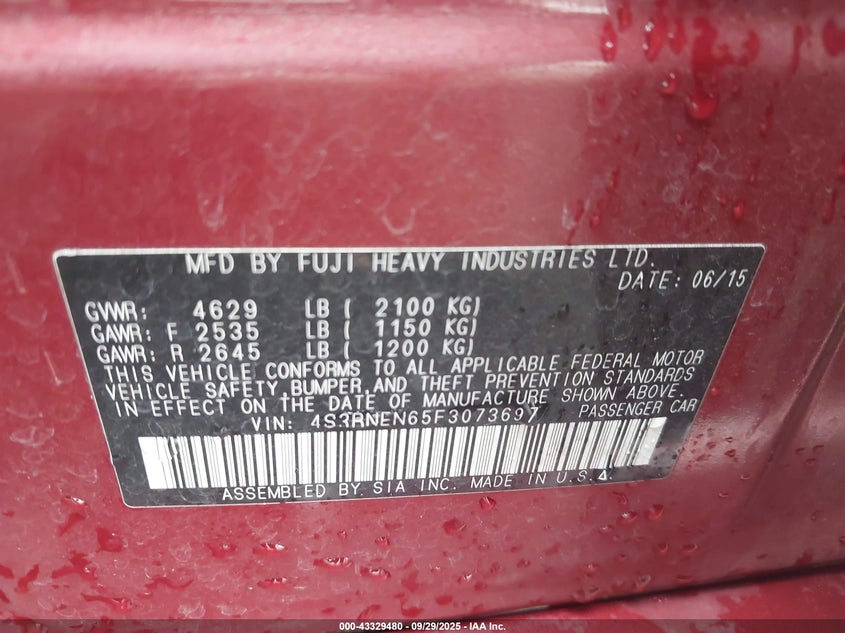 MFD BY FUJI HEAVY INDUSTRIES LTD.
DATE: 06/15
GVWR: 4629 LB ( 2100 KG)
GAWR: F 2535 LB ( 1150 KG)
GAWR: R 2645 LB ( 1200 KG)
THIS VEHICLE CONFORMS TO ALL APPLICABLE FEDERAL MOTOR
VEHICLE SAFETY, BUMPER, AND THEFT PREVENTION STANDARDS
IN EFFECT ON THE DATE OF MANUFACTURE SHOWN ABOVE.
VIN: 4S3BNEN65F3073697 PASSENGER CAR
ASSEMBLED BY SIA INC. MADE IN U.S.A.
000-43329480 - 09/29/2025 - IAA Inc.